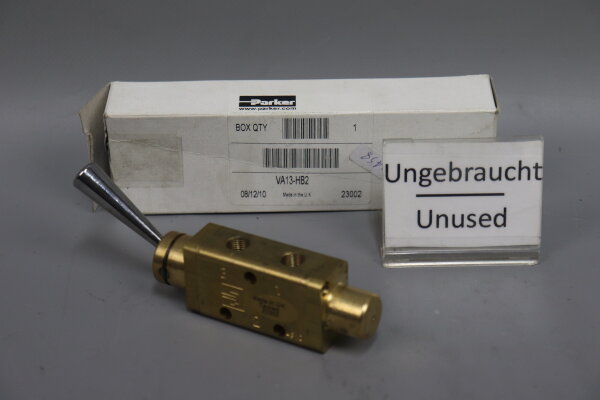 Parker
www.parker.com
BOX QTY 1
VA13-HB2
08/12/10 Made in the U.K. 23002
Ungebraucht
Unused